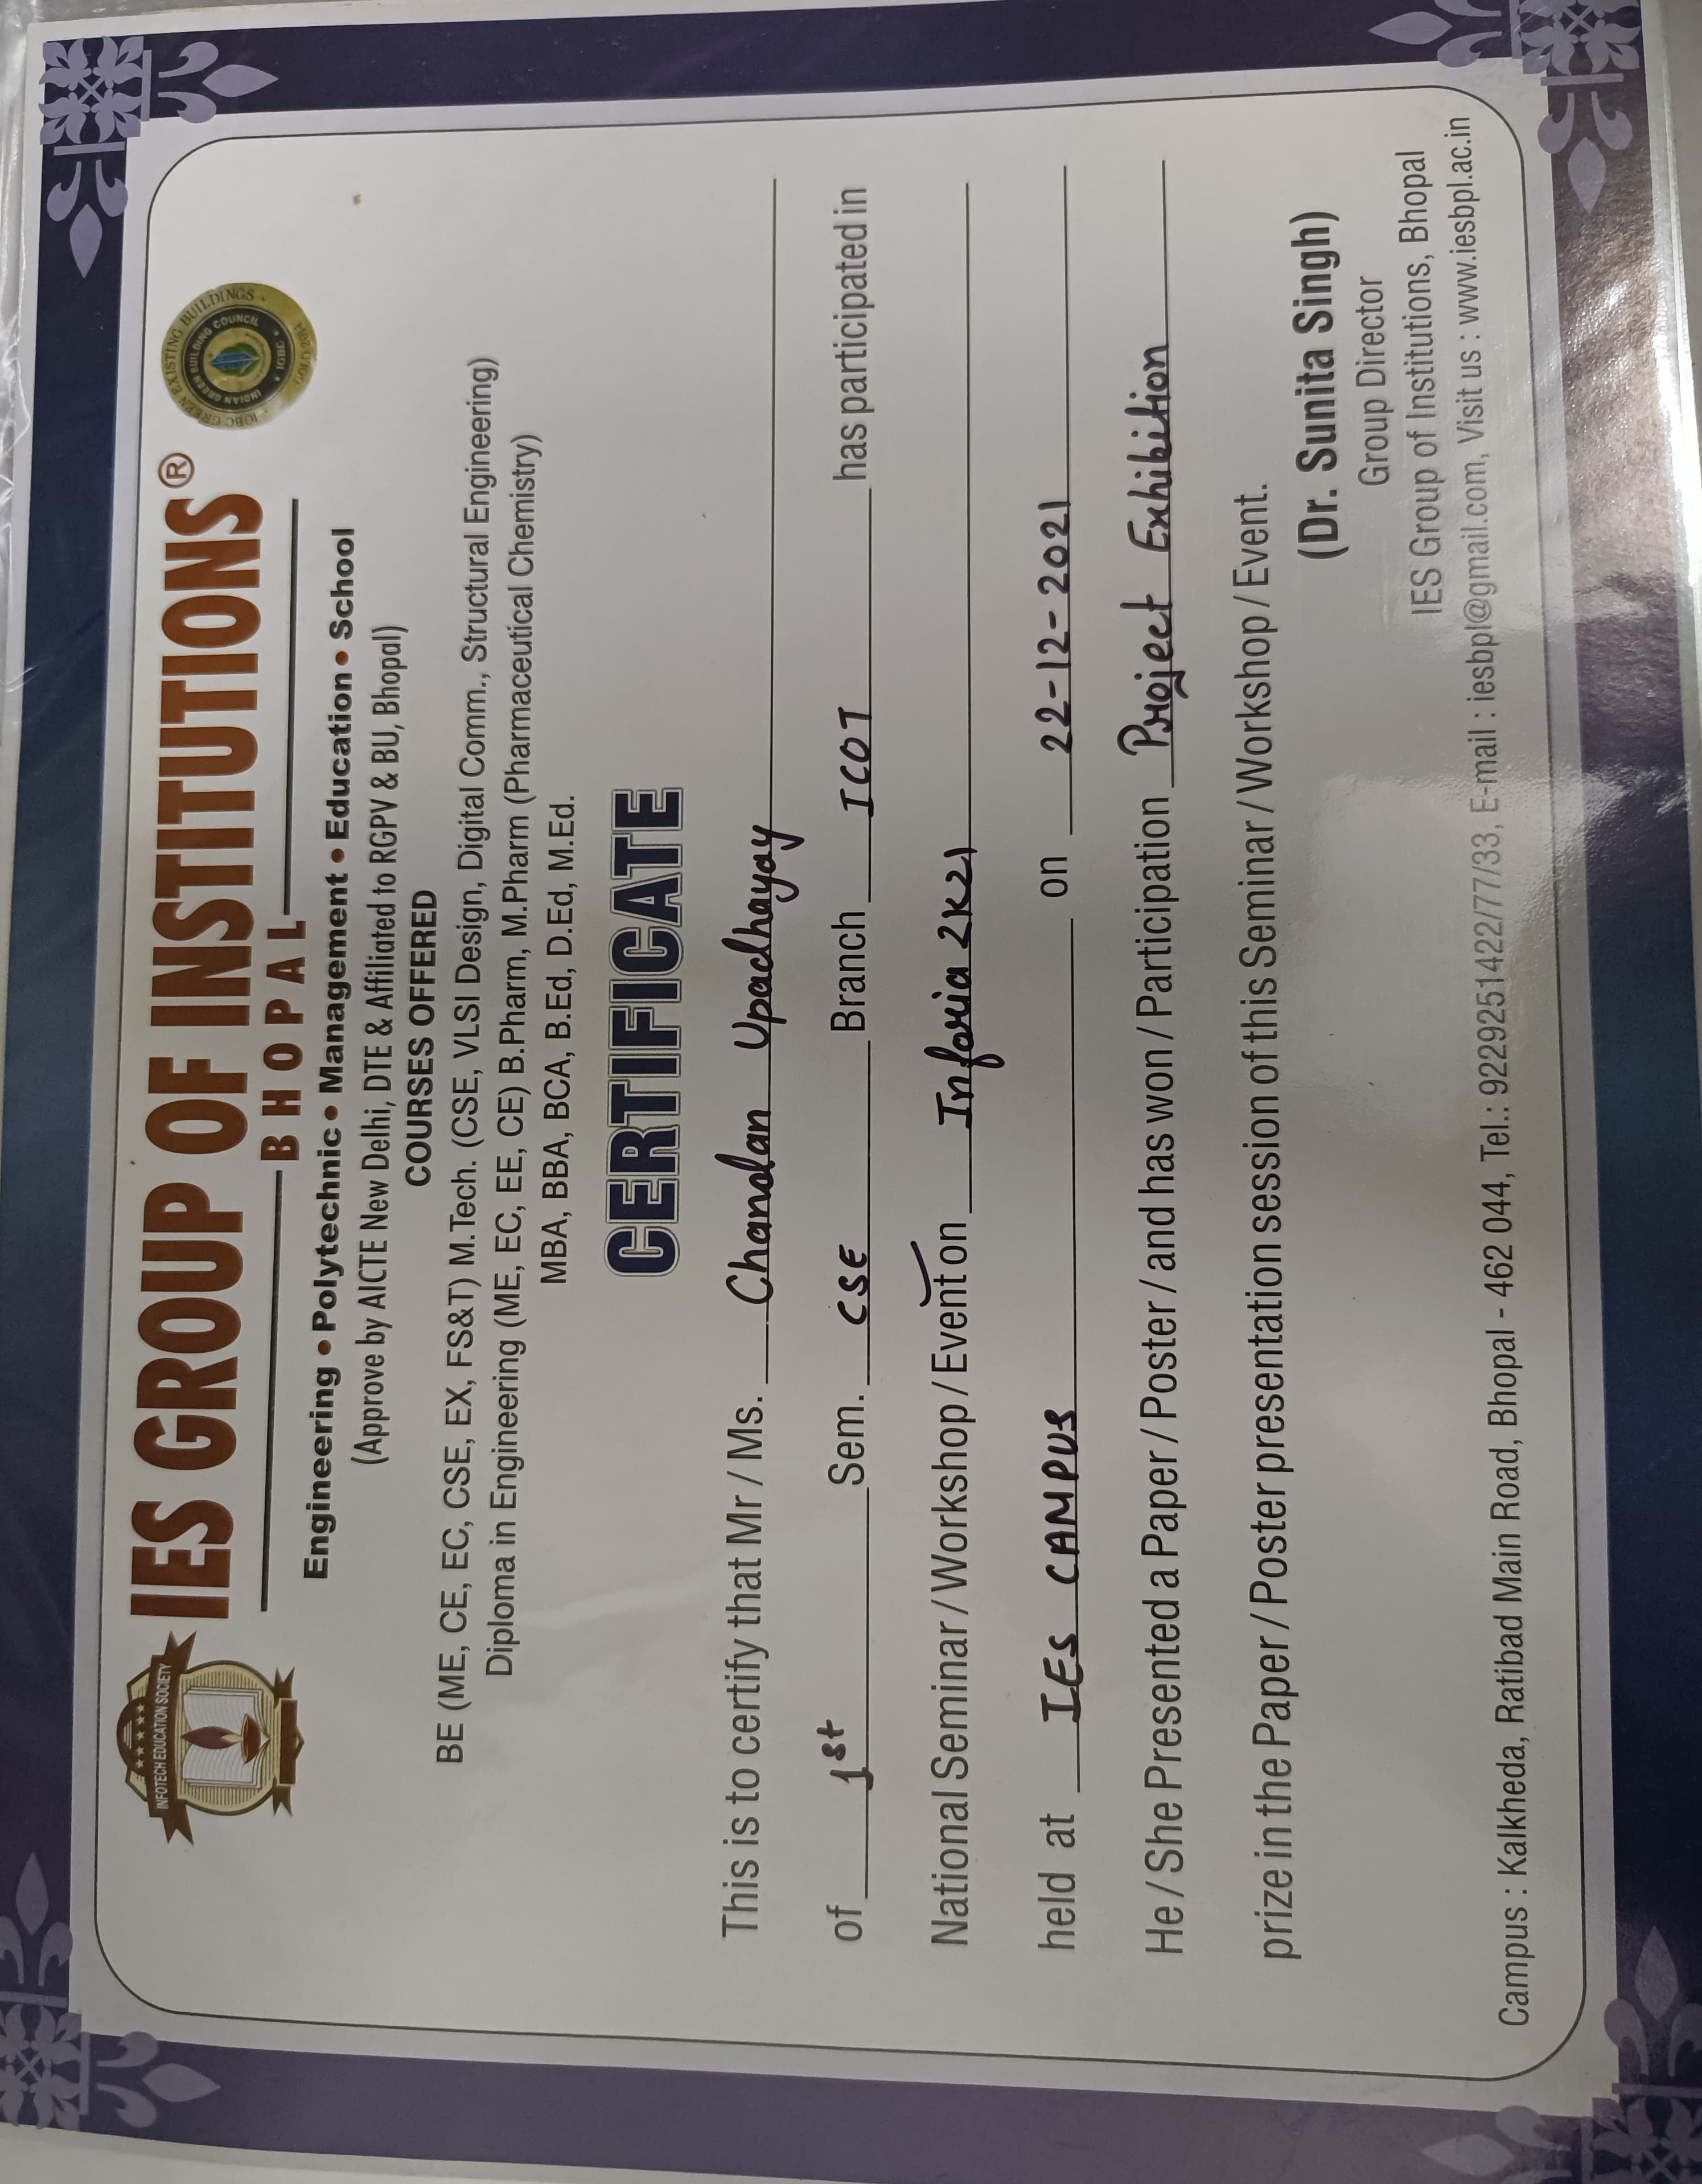 INFOTECH EDUCATION SOCIETY
IES GROUP OF INSTITUTIONS®
BHOPAL
IGBC GREEN EXISTING BUILDINGS
INDIAN GREEN BUILDING COUNCIL
IGBC
Engineering • Polytechnic • Management • Education • School
(Approve by AICTE New Delhi, DTE & Affiliated to RGPV & BU, Bhopal)
COURSES OFFERED
BE (ME, CE, EC, CSE, EX, FS&T) M.Tech. (CSE, VLSI Design, Digital Comm., Structural Engineering)
Diploma in Engineering (ME, EC, EE, CE) B.Pharm, M.Pharm (Pharmaceutical Chemistry)
MBA, BBA, BCA, B.Ed, D.Ed, M.Ed.
CERTIFICATE
This is to certify that Mr / Ms. Chandan Upadhayay
of 1st Sem. CSE Branch ICOT has participated in
National Seminar / Workshop / Event on Inforia 2K21
held at IES CAMPUS on 22-12-2021
He / She Presented a Paper / Poster / and has won / Participation Project Exhibition
prize in the Paper / Poster presentation session of this Seminar / Workshop / Event.
(Dr. Sunita Singh)
Group Director
IES Group of Institutions, Bhopal
Campus : Kalkheda, Ratibad Main Road, Bhopal - 462 044, Tel.: 9229251422/77/33, E-mail : iesbpl@gmail.com, Visit us : www.iesbpl.ac.in